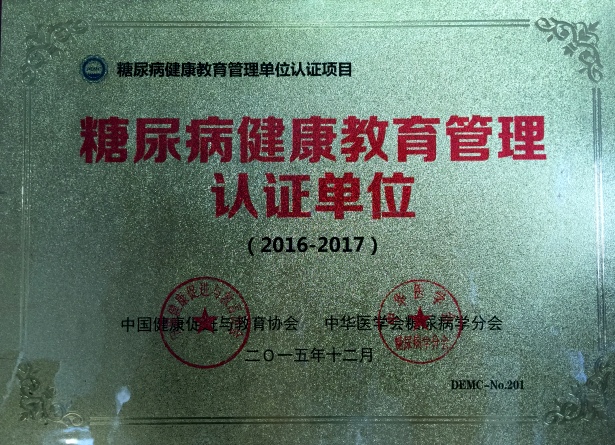 糖尿病健康教育管理单位认证项目
糖尿病健康教育管理
认证单位
（2016-2017）
中国健康促进与教育协会 中华医学会糖尿病学分会
二〇一五年十二月
DEMC-No.201